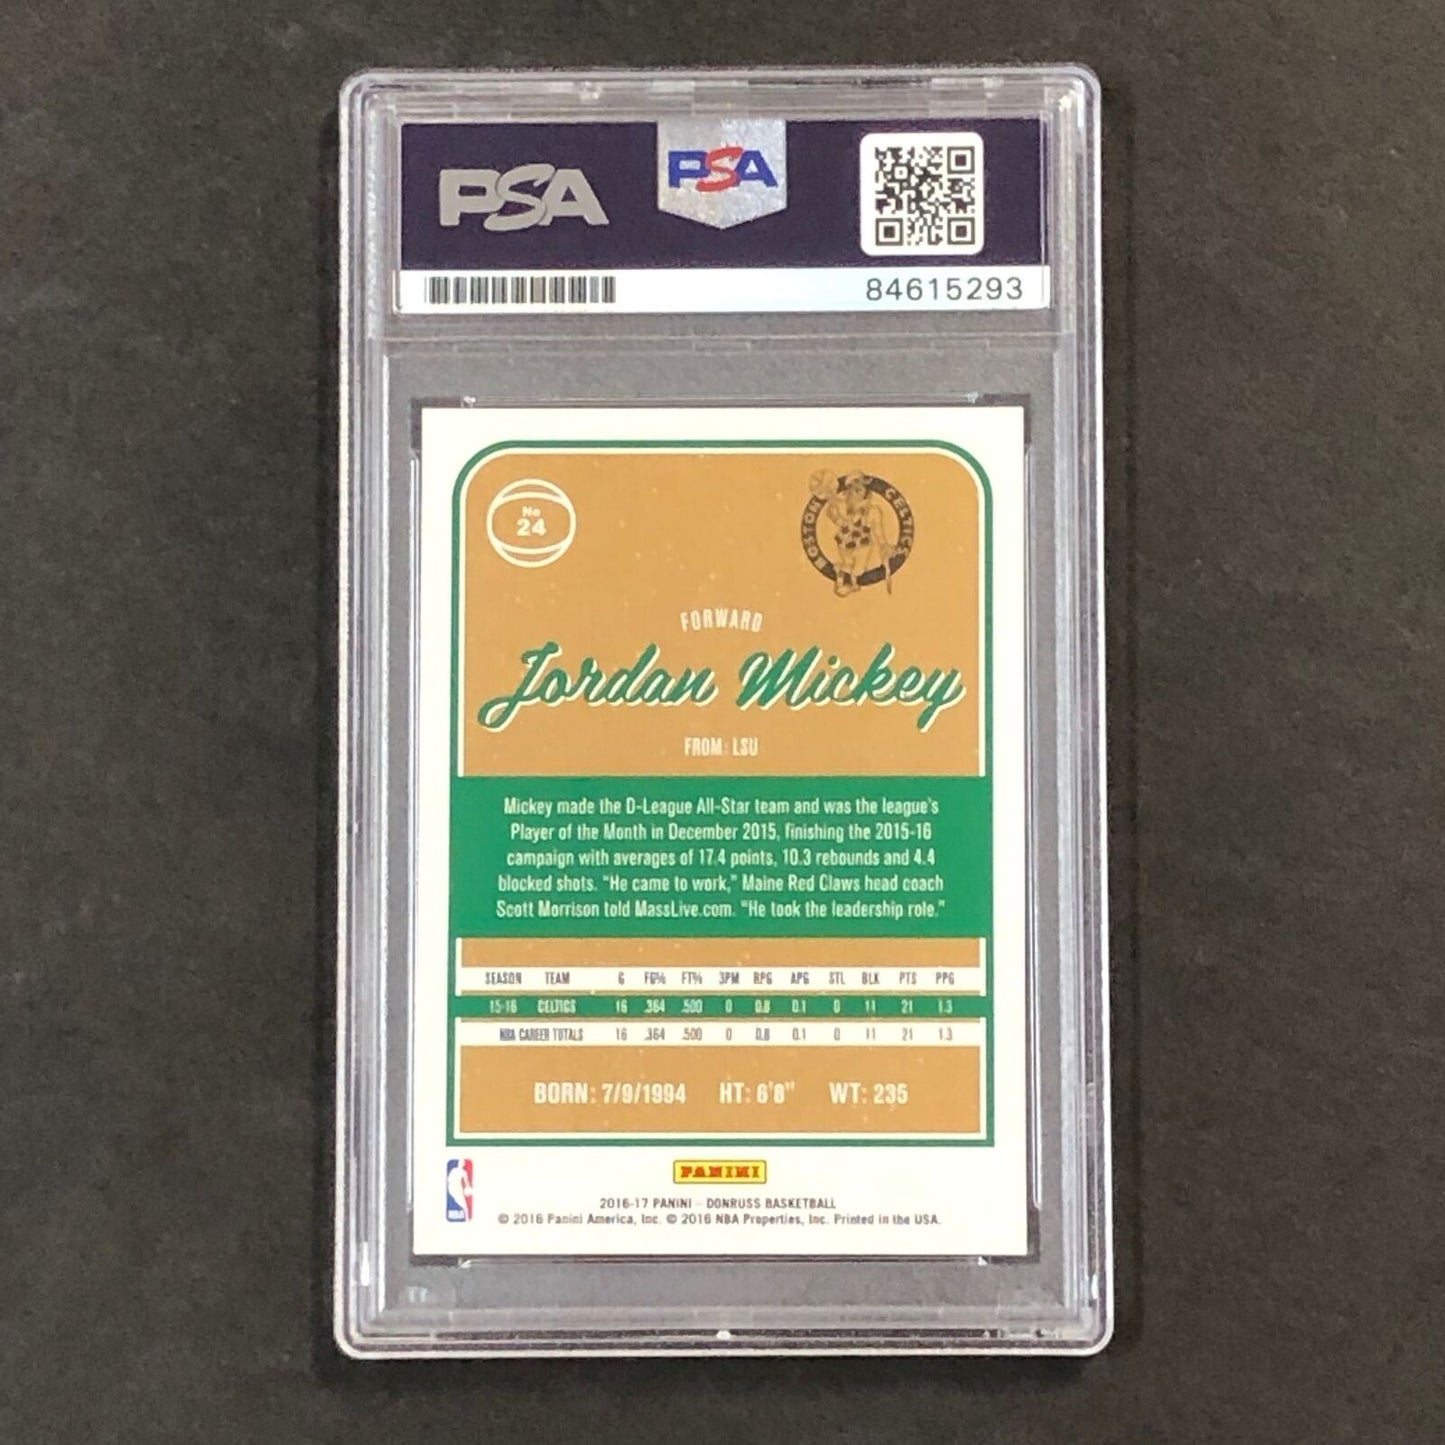 PSA
PSA
84615293
No
24
BOSTON CELTICS
FORWARD
Jordan Mickey
FROM: LSU
Mickey made the D-League All-Star team and was the league's
Player of the Month in December 2015, finishing the 2015-16
campaign with averages of 17.4 points, 10.3 rebounds and 4.4
blocked shots. "He came to work," Maine Red Claws head coach
Scott Morrison told MassLive.com. "He took the leadership role."
SEASON TEAM G FG% FT% 3PM RPG APG STL BLK PTS PPG
15-16 CELTICS 16 .364 .500 0 0.8 0.1 0 11 21 1.3
NBA CAREER TOTALS 16 .364 .500 0 0.8 0.1 0 11 21 1.3
BORN: 7/9/1994 HT: 6'8" WT: 235
NBA
PANINI
2016-17 PANINI - DONRUSS BASKETBALL
© 2016 Panini America, Inc. © 2016 NBA Properties, Inc. Printed in the USA.